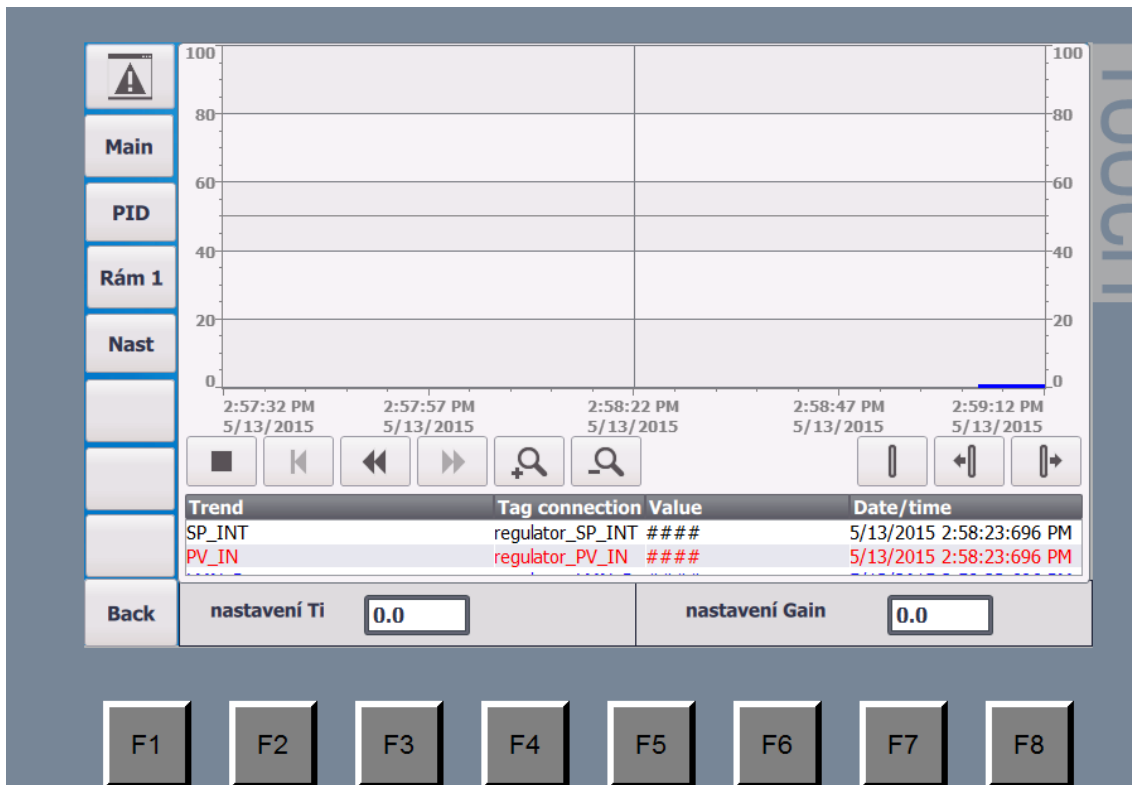 100
100
80
80
60
60
40
40
20
20
0
0
2:57:32 PM 2:57:57 PM 2:58:22 PM 2:58:47 PM 2:59:12 PM
5/13/2015 5/13/2015 5/13/2015 5/13/2015 5/13/2015
Main
PID
Rám 1
Nast
Back
Trend Tag connection Value Date/time
SP_INT regulator_SP_INT #### 5/13/2015 2:58:23:696 PM
PV_IN regulator_PV_IN #### 5/13/2015 2:58:23:696 PM
nastavení Ti 0.0 nastavení Gain 0.0
F1 F2 F3 F4 F5 F6 F7 F8
TOUCH